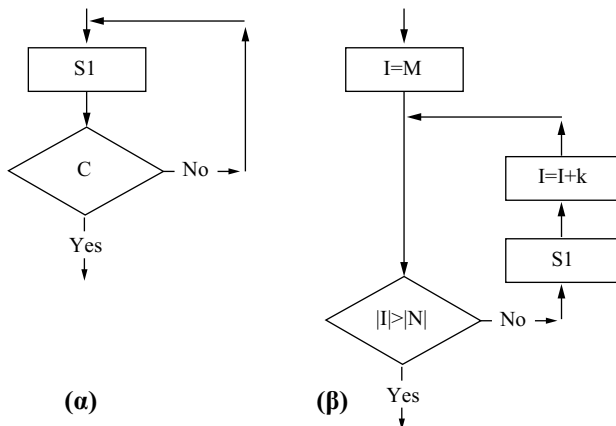 S1
C
No
Yes
(α)
I=M
I=I+k
S1
|I|>|N|
No
Yes
(β)